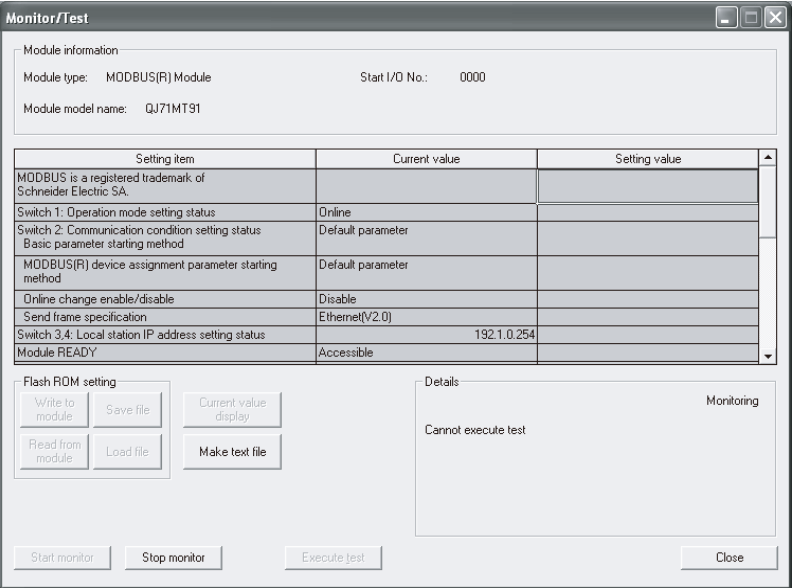 Monitor/Test
Module information
Module type: MODBUS(R) Module Start I/O No.: 0000
Module model name: QJ71MT91
Setting item Current value Setting value
MODBUS is a registered trademark of
Schneider Electric SA.
Switch 1: Operation mode setting status Online
Switch 2: Communication condition setting status Default parameter
Basic parameter starting method
MODBUS(R) device assignment parameter starting Default parameter
method
Online change enable/disable Disable
Send frame specification Ethernet(V2.0)
Switch 3,4: Local station IP address setting status 192.1.0.254
Module READY Accessible
Flash ROM setting
Write to
module
Save file
Current value
display
Read from
module
Load file
Make text file
Details
Monitoring
Cannot execute test
Start monitor Stop monitor Execute test Close